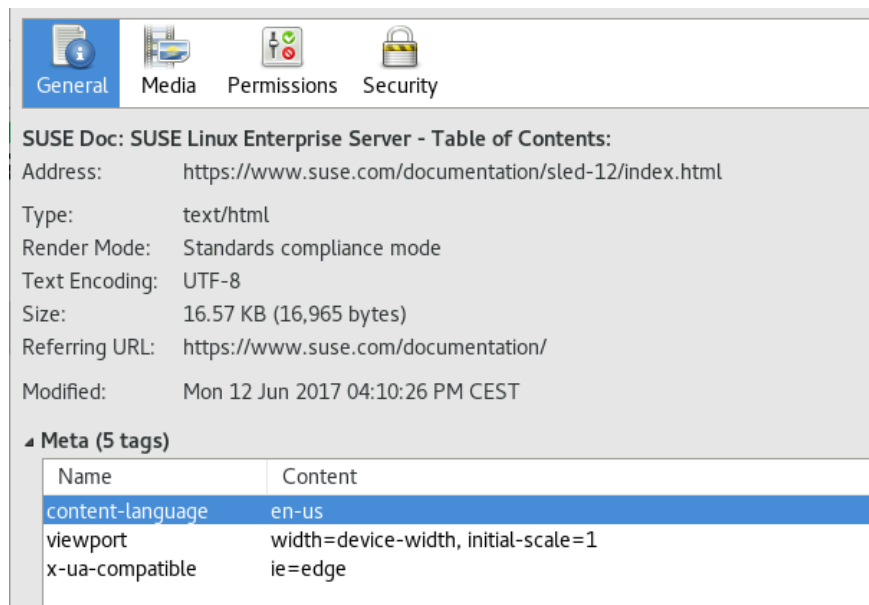 General Media Permissions Security
SUSE Doc: SUSE Linux Enterprise Server - Table of Contents:
Address: https://www.suse.com/documentation/sled-12/index.html
Type: text/html
Render Mode: Standards compliance mode
Text Encoding: UTF-8
Size: 16.57 KB (16,965 bytes)
Referring URL: https://www.suse.com/documentation/
Modified: Mon 12 Jun 2017 04:10:26 PM CEST
Meta (5 tags)
Name Content
content-language en-us
viewport width=device-width, initial-scale=1
x-ua-compatible ie=edge